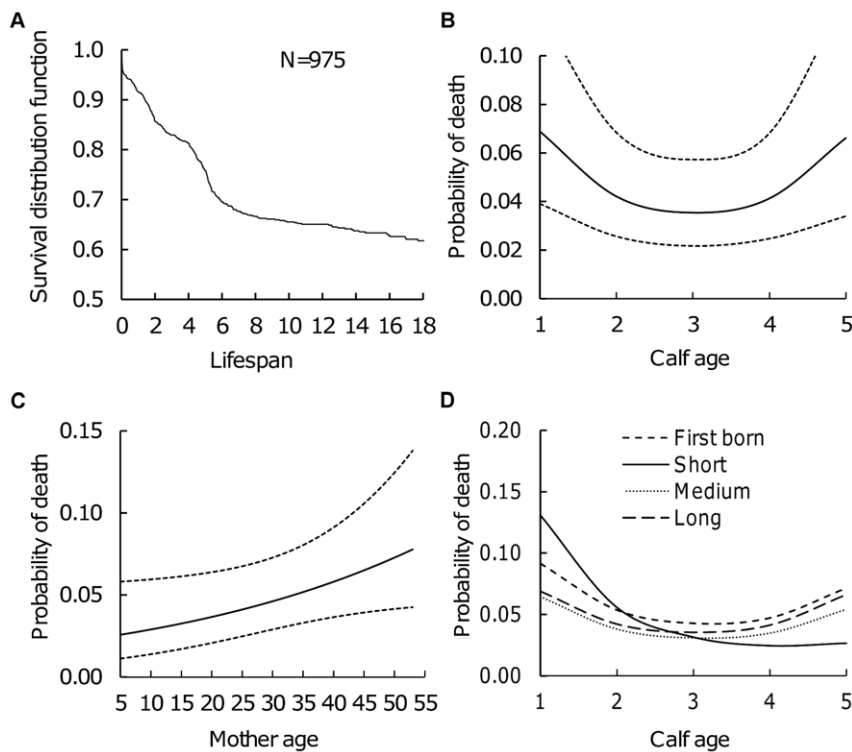 A
Survival distribution function
N=975
1.0
0.9
0.8
0.7
0.6
0.5
0 2 4 6 8 10 12 14 16 18
Lifespan
B
Probability of death
0.10
0.08
0.06
0.04
0.02
0.00
1 2 3 4 5
Calf age
C
Probability of death
0.15
0.10
0.05
0.00
5 10 15 20 25 30 35 40 45 50 55
Mother age
D
Probability of death
0.20
0.15
0.10
0.05
0.00
First born
Short
Medium
Long
1 2 3 4 5
Calf age